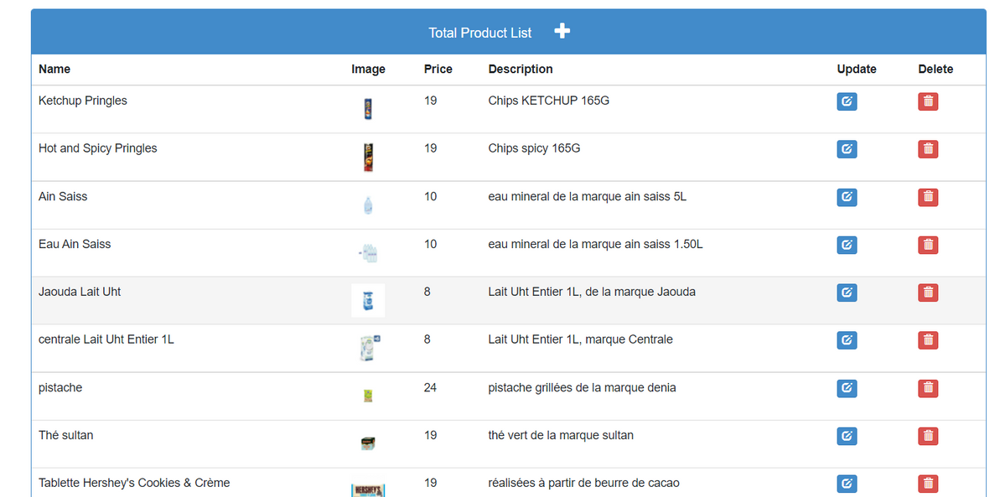 Total Product List
Name Image Price Description Update Delete
Ketchup Pringles 19 Chips KETCHUP 165G
Hot and Spicy Pringles 19 Chips spicy 165G
Ain Saiss 10 eau mineral de la marque ain saiss 5L
Eau Ain Saiss 10 eau mineral de la marque ain saiss 1.50L
Jaouda Lait Uht 8 Lait Uht Entier 1L, de la marque Jaouda
centrale Lait Uht Entier 1L 8 Lait Uht Entier 1L, marque Centrale
pistache 24 pistache grillées de la marque denia
Thé sultan 19 thé vert de la marque sultan
Tablette Hershey's Cookies & Crème HERSHEY'S 19 réalisées à partir de beurre de cacao